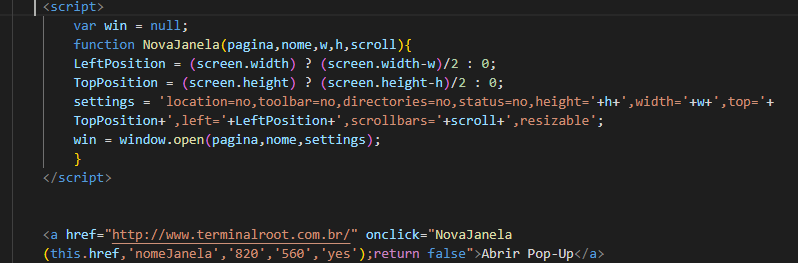 <script>
var win = null;
function NovaJanela(pagina,nome,w,h,scroll){
LeftPosition = (screen.width) ? (screen.width-w)/2 : 0;
TopPosition = (screen.height) ? (screen.height-h)/2 : 0;
settings = 'location=no,toolbar=no,directories=no,status=no,height='+h+',width='+w+',top='+
TopPosition+',left='+LeftPosition+',scrollbars='+scroll+',resizable';
win = window.open(pagina,nome,settings);
}
</script>
<a href="http://www.terminalroot.com.br/" onclick="NovaJanela
(this.href,'nomeJanela','820','560','yes');return false">Abrir Pop-Up</a>